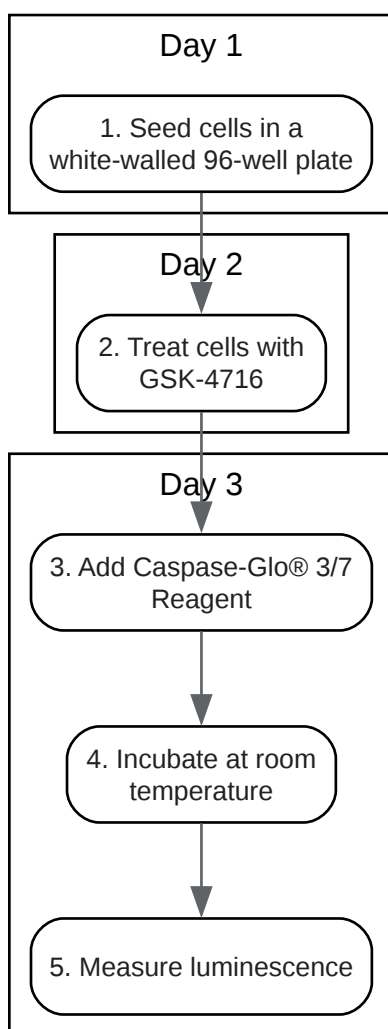 Day 1
1. Seed cells in a
white-walled 96-well plate
Day 2
2. Treat cells with
GSK-4716
Day 3
3. Add Caspase-Glo® 3/7
Reagent
4. Incubate at room
temperature
5. Measure luminescence